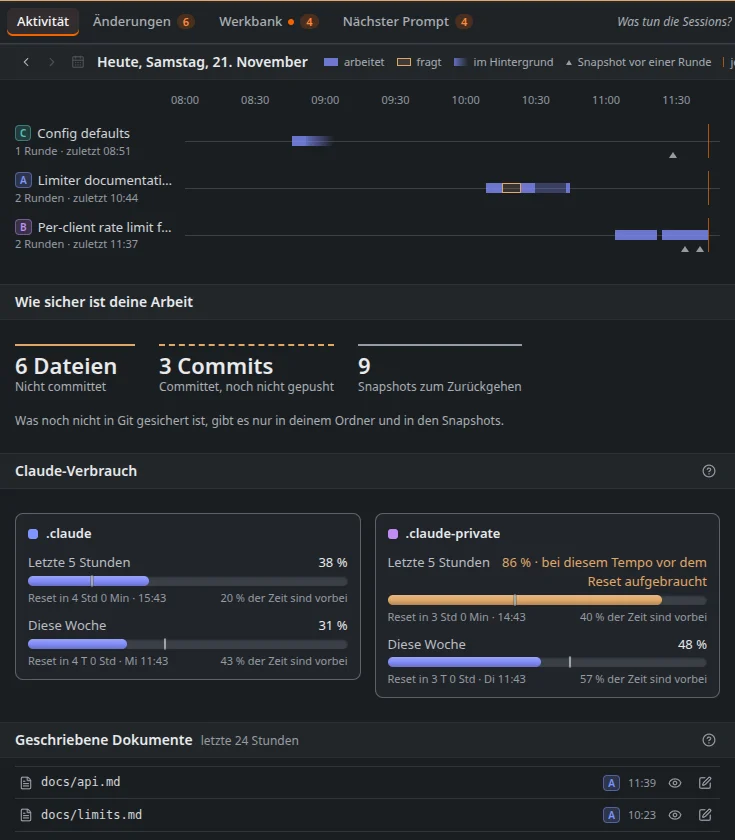 Aktivität Änderungen 6 Werkbank 4 Nächster Prompt 4 Was tun die Sessions?
Heute, Samstag, 21. November arbeitet fragt im Hintergrund Snapshot vor einer Runde
08:00 08:30 09:00 09:30 10:00 10:30 11:00 11:30
C Config defaults
1 Runde · zuletzt 08:51
A Limiter documentati...
2 Runden · zuletzt 10:44
B Per-client rate limit f...
2 Runden · zuletzt 11:37
Wie sicher ist deine Arbeit
6 Dateien 3 Commits 9
Nicht committet Committet, noch nicht gepusht Snapshots zum Zurückgehen
Was noch nicht in Git gesichert ist, gibt es nur in deinem Ordner und in den Snapshots.
Claude-Verbrauch
.claude
Letzte 5 Stunden 38 %
Reset in 4 Std 0 Min · 15:43 20 % der Zeit sind vorbei
Diese Woche 31 %
Reset in 4 T 0 Std · Mi 11:43 43 % der Zeit sind vorbei
.claude-private
Letzte 5 Stunden 86 % · bei diesem Tempo vor dem
Reset aufgebraucht
Reset in 3 Std 0 Min · 14:43 40 % der Zeit sind vorbei
Diese Woche 48 %
Reset in 3 T 0 Std · Di 11:43 57 % der Zeit sind vorbei
Geschriebene Dokumente letzte 24 Stunden
docs/api.md A 11:39
docs/limits.md A 10:23